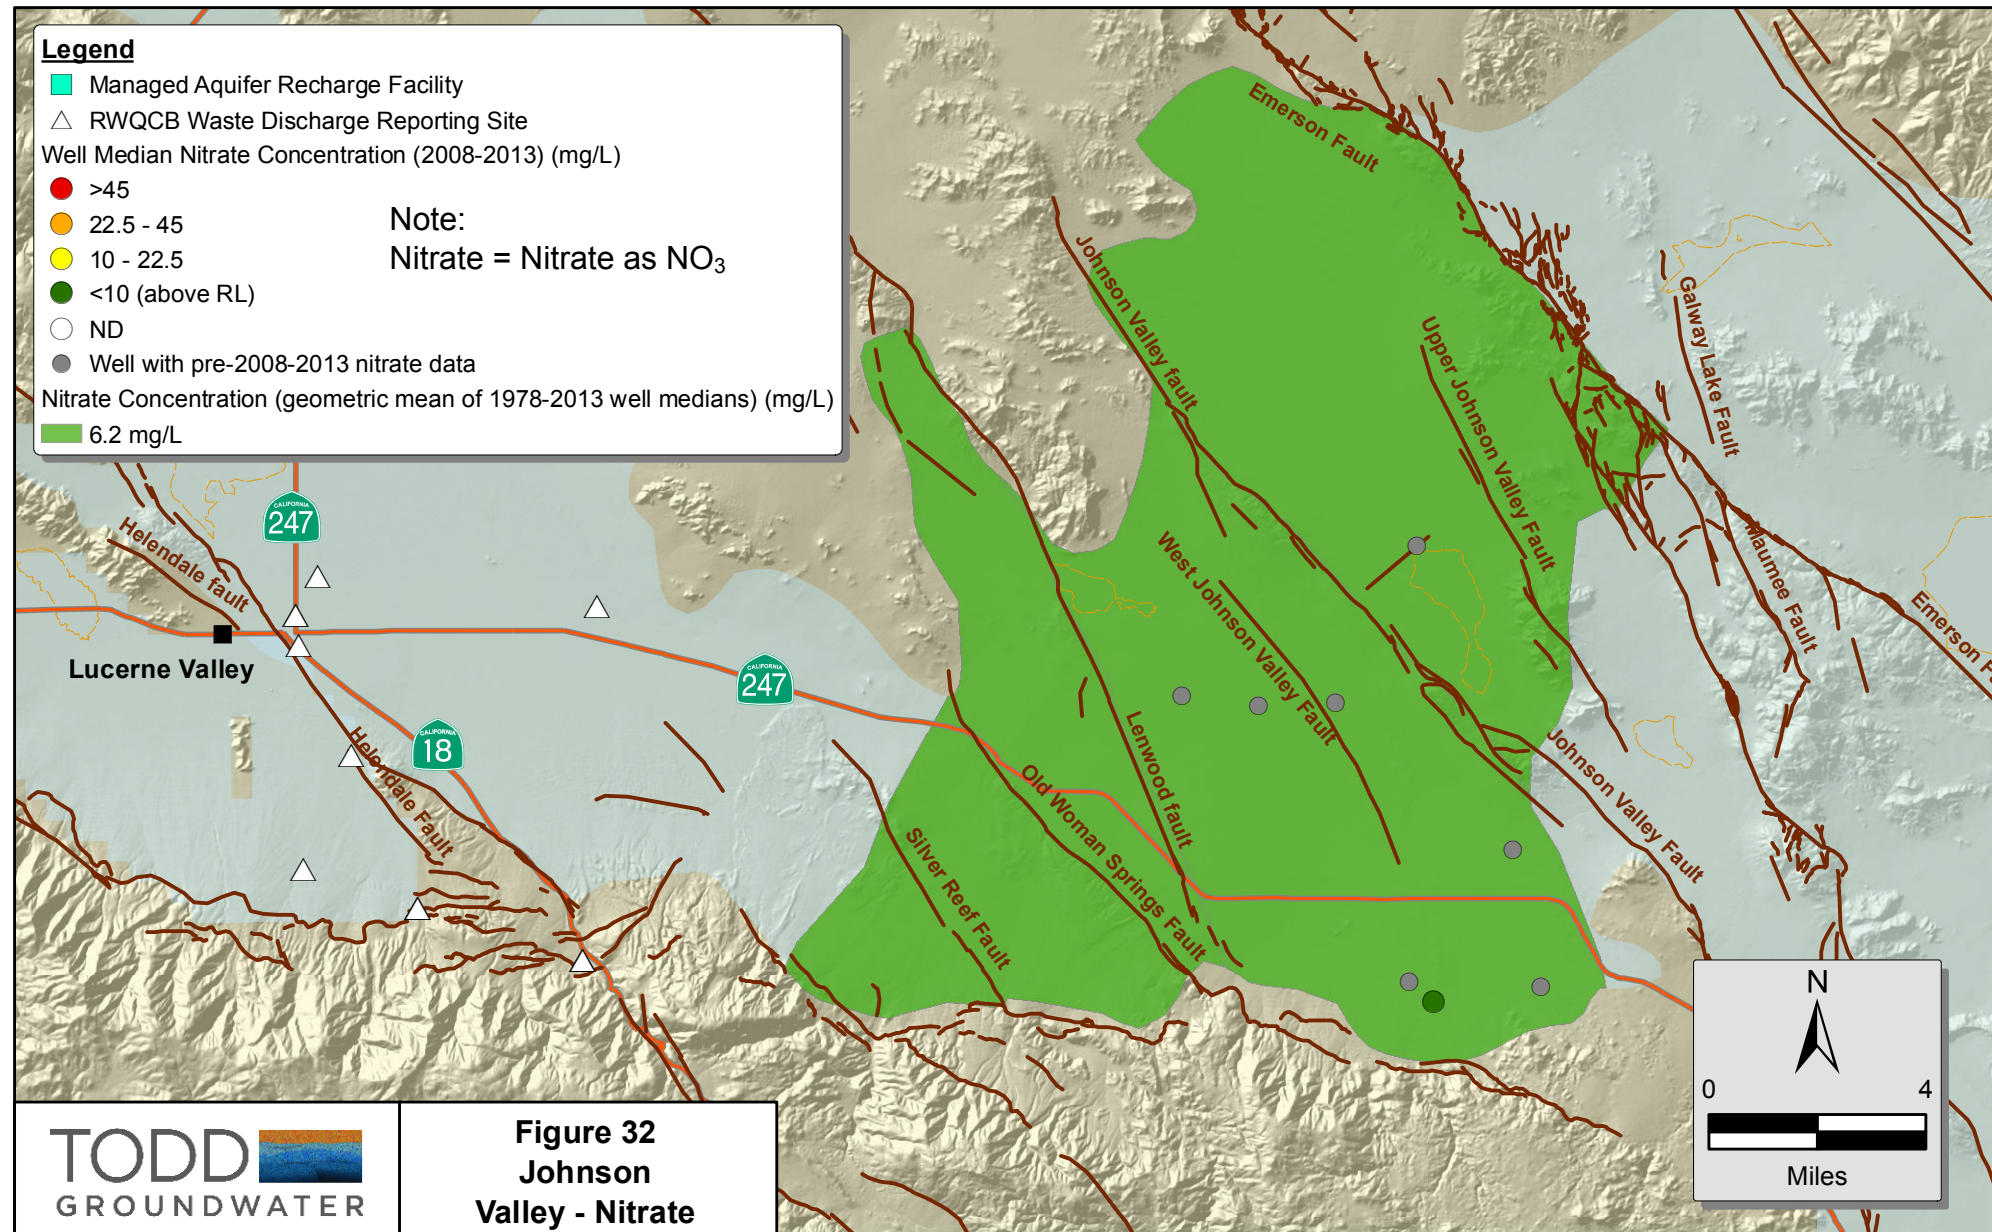 Legend
Managed Aquifer Recharge Facility
RWQCB Waste Discharge Reporting Site
Well Median Nitrate Concentration (2008-2013) (mg/L)
>45
22.5 - 45
10 - 22.5
<10 (above RL)
ND
Well with pre-2008-2013 nitrate data
Nitrate Concentration (geometric mean of 1978-2013 well medians) (mg/L)
6.2 mg/L
Note:
Nitrate = Nitrate as NO₃
Emerson Fault
Johnson Valley fault
Upper Johnson Valley Fault
Galway Lake Fault
CALIFORNIA
247
Helendale fault
Lucerne Valley
West Johnson Valley Fault
Maumee Fault
Emerson F
CALIFORNIA
247
CALIFORNIA
18
Helendale Fault
Lenwood fault
Old Woman Springs Fault
Silver Reef Fault
Johnson Valley Fault
N
0 4
Miles
TODD
GROUNDWATER
Figure 32
Johnson
Valley - Nitrate